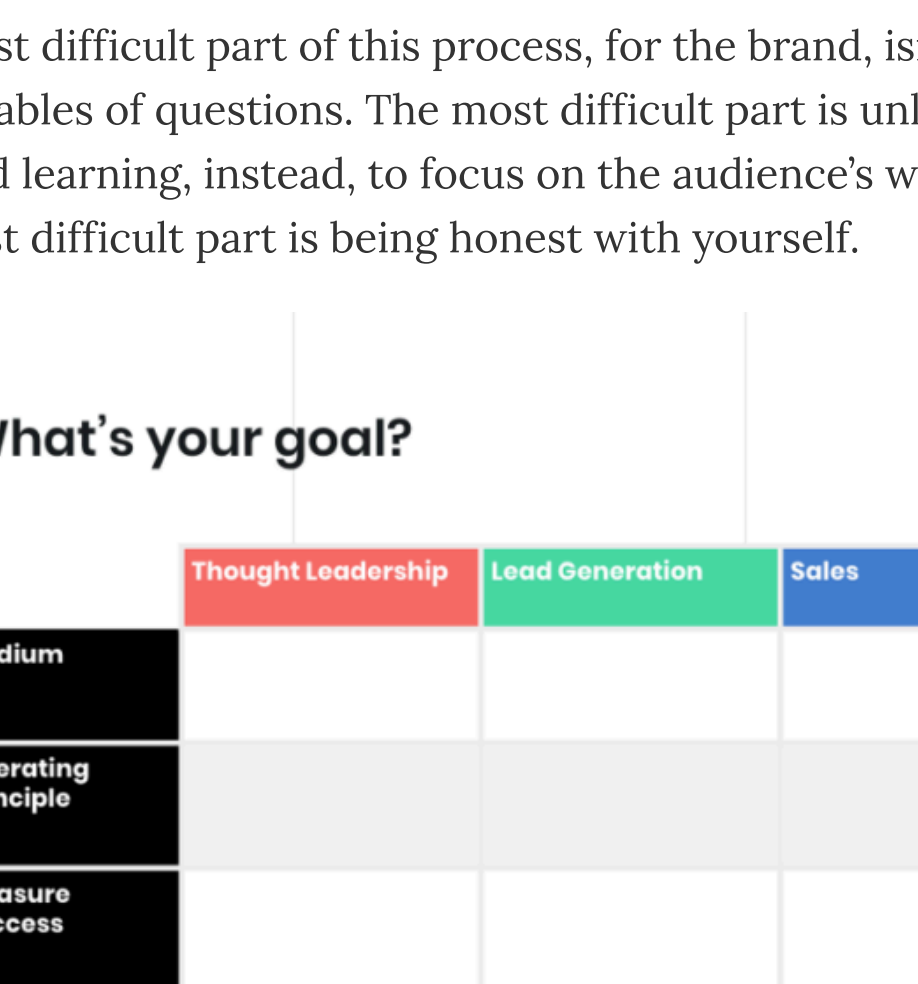 st difficult part of this process, for the brand, is
ables of questions. The most difficult part is unl
d learning, instead, to focus on the audience’s w
st difficult part is being honest with yourself.
What’s your goal?
Thought Leadership Lead Generation Sales
dium
erating
nciple
asure
ccess